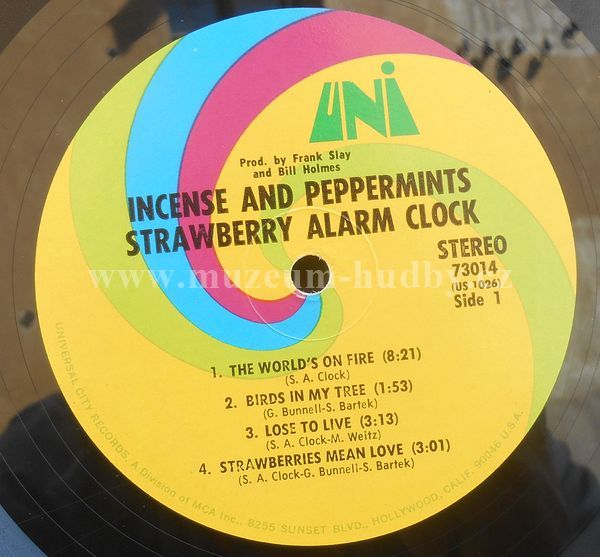 UNI
Prod. by Frank Slay
and Bill Holmes
INCENSE AND PEPPERMINTS
STRAWBERRY ALARM CLOCK
STEREO
73014
(US 1026)
Side 1
www.muzeum-hudby.cz
1. THE WORLD'S ON FIRE (8:21)
(S. A. Clock)
2. BIRDS IN MY TREE (1:53)
(G. Bunnell-S. Bartek)
3. LOSE TO LIVE (3:13)
(S. A. Clock-M. Weitz)
4. STRAWBERRIES MEAN LOVE (3:01)
(S. A. Clock-G. Bunnell-S. Bartek)
UNIVERSAL CITY RECORDS, A Division of MCA Inc., 8255 SUNSET BLVD., HOLLYWOOD, CALIF. 90046 U.S.A.